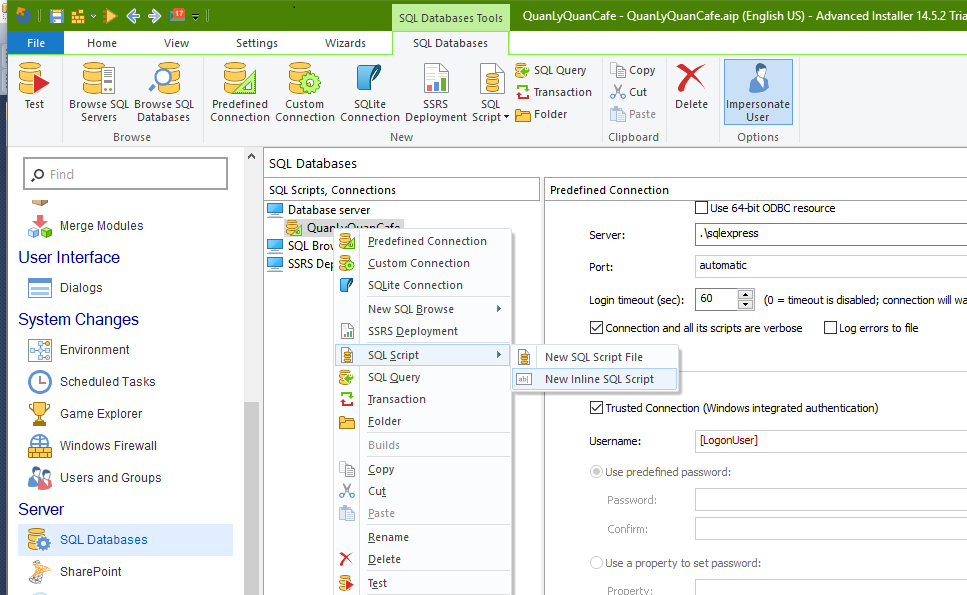 17
SQL Databases Tools
QuanLyQuanCafe - QuanLyQuanCafe.aip (English US) - Advanced Installer 14.5.2 Tria
File
Home
View
Settings
Wizards
SQL Databases
Test
Browse SQL Servers
Browse SQL Databases
Browse
Predefined Connection
Custom Connection
SQLite Connection
SSRS Deployment
SQL Script
SQL Query
Transaction
Folder
New
Copy
Cut
Paste
Clipboard
Delete
Impersonate User
Options
Find
Merge Modules
User Interface
Dialogs
System Changes
Environment
Scheduled Tasks
Game Explorer
Windows Firewall
Users and Groups
Server
SQL Databases
SharePoint
SQL Databases
SQL Scripts, Connections
Database server
QuanLyQuanCafe
SQL Brow
SSRS Dep
Predefined Connection
Custom Connection
SQLite Connection
New SQL Browse
SSRS Deployment
SQL Script
SQL Query
Transaction
Folder
Builds
Copy
Cut
Paste
Rename
Delete
Test
New SQL Script File
ab| New Inline SQL Script
Predefined Connection
Use 64-bit ODBC resource
Server: .\sqlexpress
Port: automatic
Login timeout (sec): 60 (0 = timeout is disabled; connection will wa
Connection and all its scripts are verbose
Log errors to file
Trusted Connection (Windows integrated authentication)
Username: [LogonUser]
Use predefined password:
Password:
Confirm:
Use a property to set password:
Property: